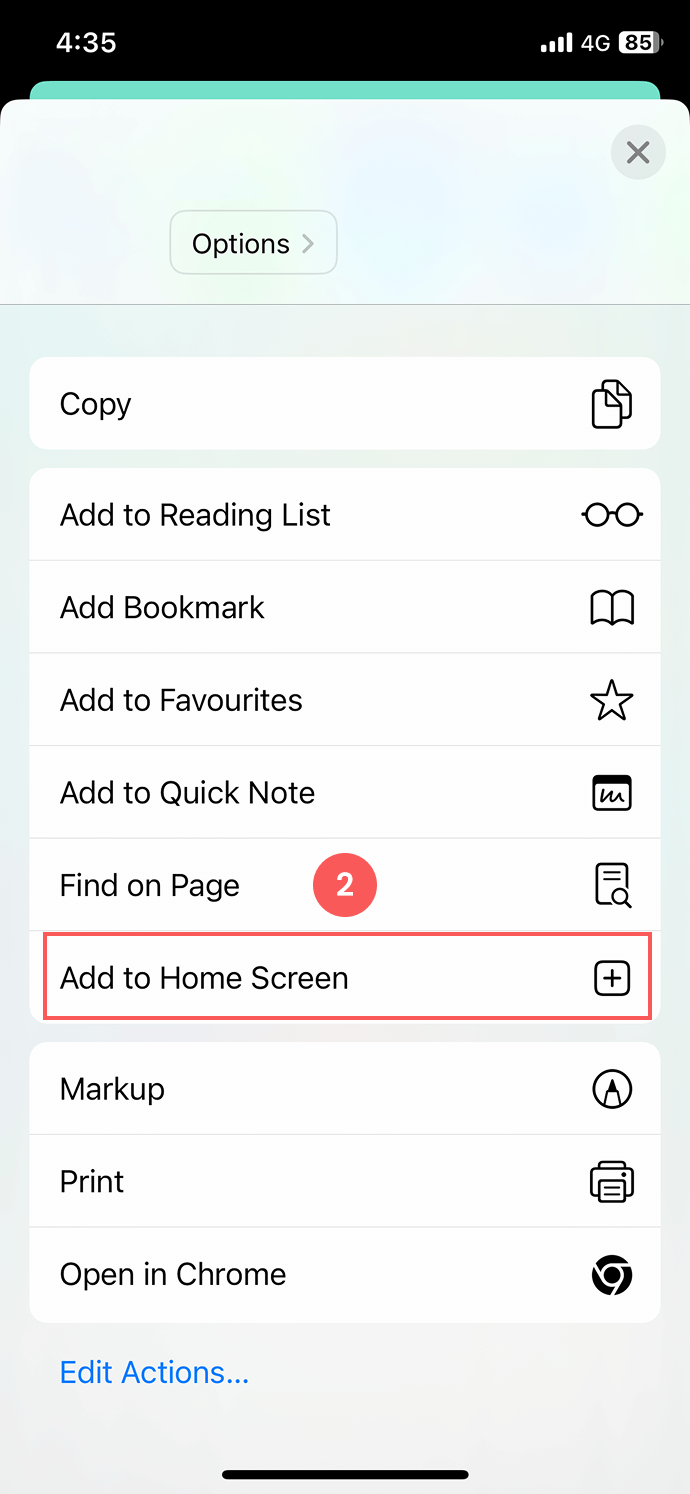 4:35
4G 85
Options
Copy
Add to Reading List
Add Bookmark
Add to Favourites
Add to Quick Note
Find on Page 2
Add to Home Screen
Markup
Print
Open in Chrome
Edit Actions...